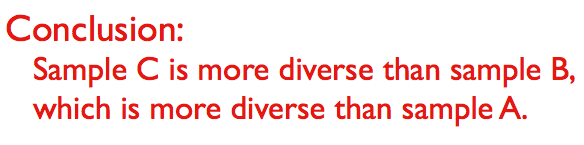 Conclusion:
Sample C is more diverse than sample B,
which is more diverse than sample A.